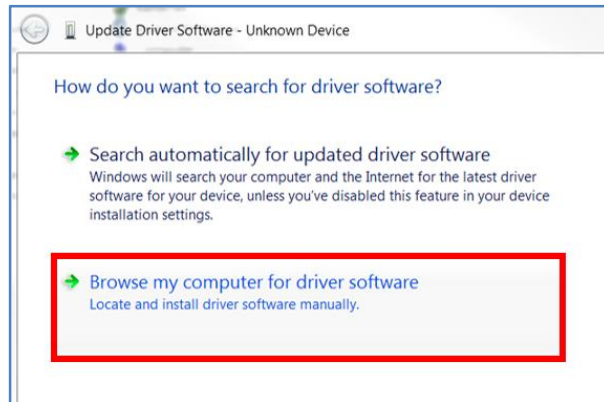 Update Driver Software - Unknown Device
How do you want to search for driver software?
Search automatically for updated driver software
Windows will search your computer and the Internet for the latest driver
software for your device, unless you've disabled this feature in your device
installation settings.
Browse my computer for driver software
Locate and install driver software manually.